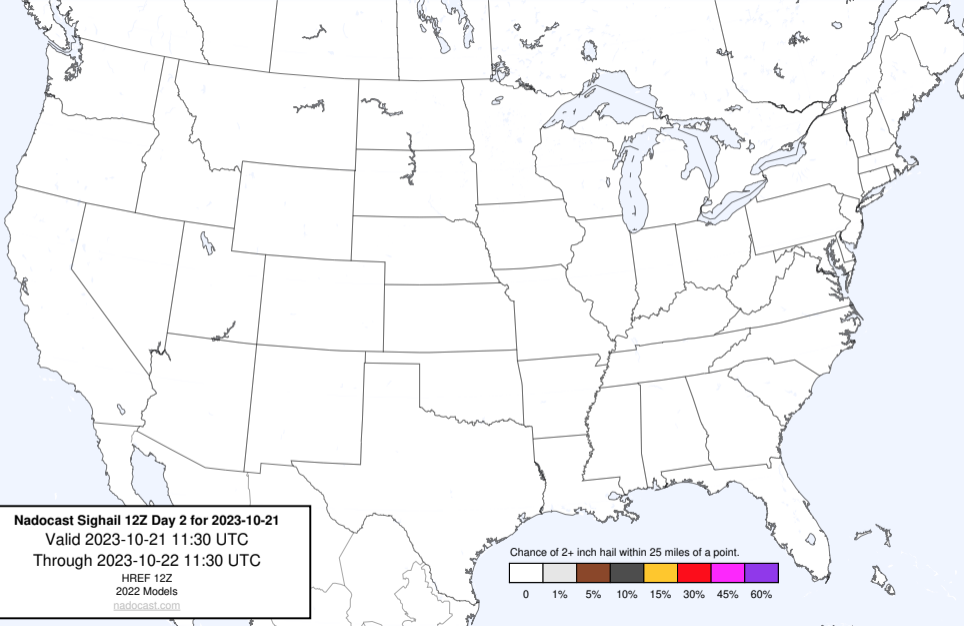 Nadocast Sighail 12Z Day 2 for 2023-10-21
Valid 2023-10-21 11:30 UTC
Through 2023-10-22 11:30 UTC
HREF 12Z
2022 Models
nadocast.com
Chance of 2+ inch hail within 25 miles of a point.
0 1% 5% 10% 15% 30% 45% 60%